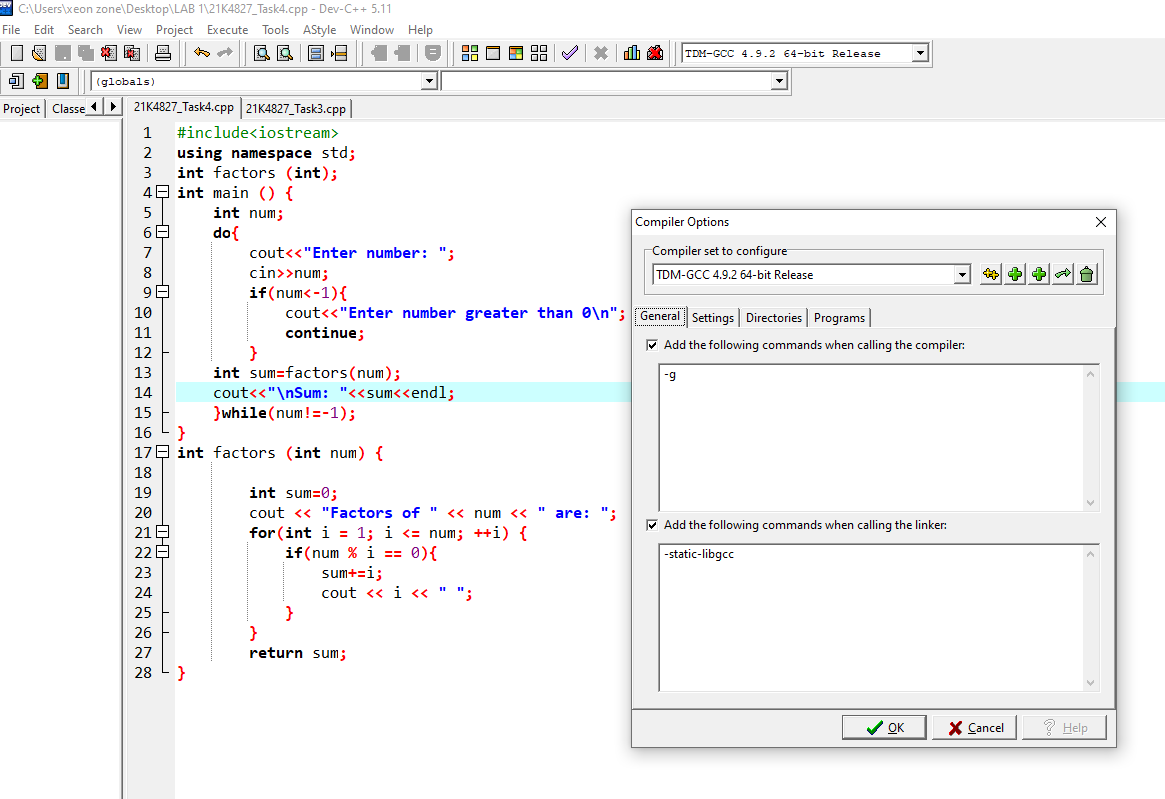 C:\Users\xeon zone\Desktop\LAB 1\21K4827_Task4.cpp - Dev-C++ 5.11
File Edit Search View Project Execute Tools AStyle Window Help
TDM-GCC 4.9.2 64-bit Release
(globals)
Project Classe 21K4827_Task4.cpp 21K4827_Task3.cpp
1 #include<iostream>
2 using namespace std;
3 int factors (int);
4 int main () {
5 int num;
6 do{
7 cout<<"Enter number: ";
8 cin>>num;
9 if(num<-1){
10 cout<<"Enter number greater than 0\n";
11 continue;
12 }
13 int sum=factors(num);
14 cout<<"\nSum: "<<sum<<endl;
15 }while(num!=-1);
16 }
17 int factors (int num) {
18
19 int sum=0;
20 cout << "Factors of " << num << " are: ";
21 for(int i = 1; i <= num; ++i) {
22 if(num % i == 0){
23 sum+=i;
24 cout << i << " ";
25 }
26 }
27 return sum;
28 }
Compiler Options
Compiler set to configure
TDM-GCC 4.9.2 64-bit Release
General Settings Directories Programs
Add the following commands when calling the compiler:
-g
Add the following commands when calling the linker:
-static-libgcc
OK Cancel Help